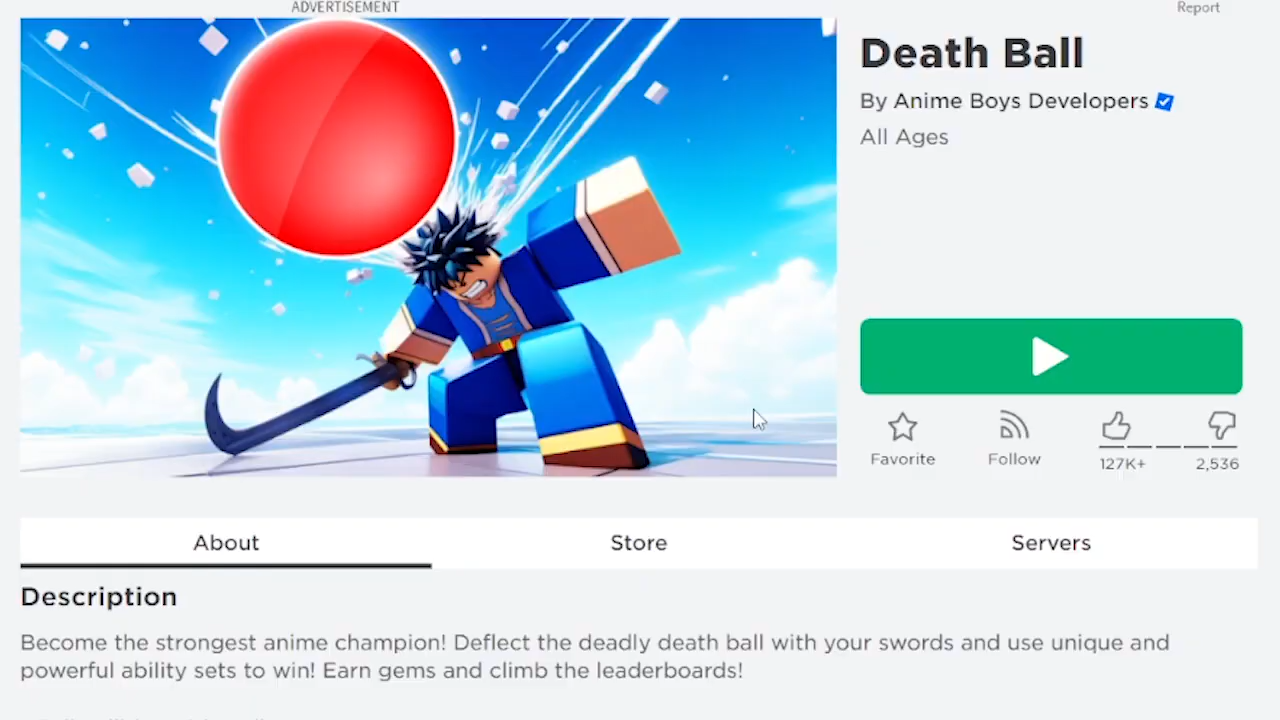 ADVERTISEMENT
Report
Death Ball
By Anime Boys Developers
All Ages
Favorite
Follow
127K+
2,536
About
Store
Servers
Description
Become the strongest anime champion! Deflect the deadly death ball with your swords and use unique and
powerful ability sets to win! Earn gems and climb the leaderboards!